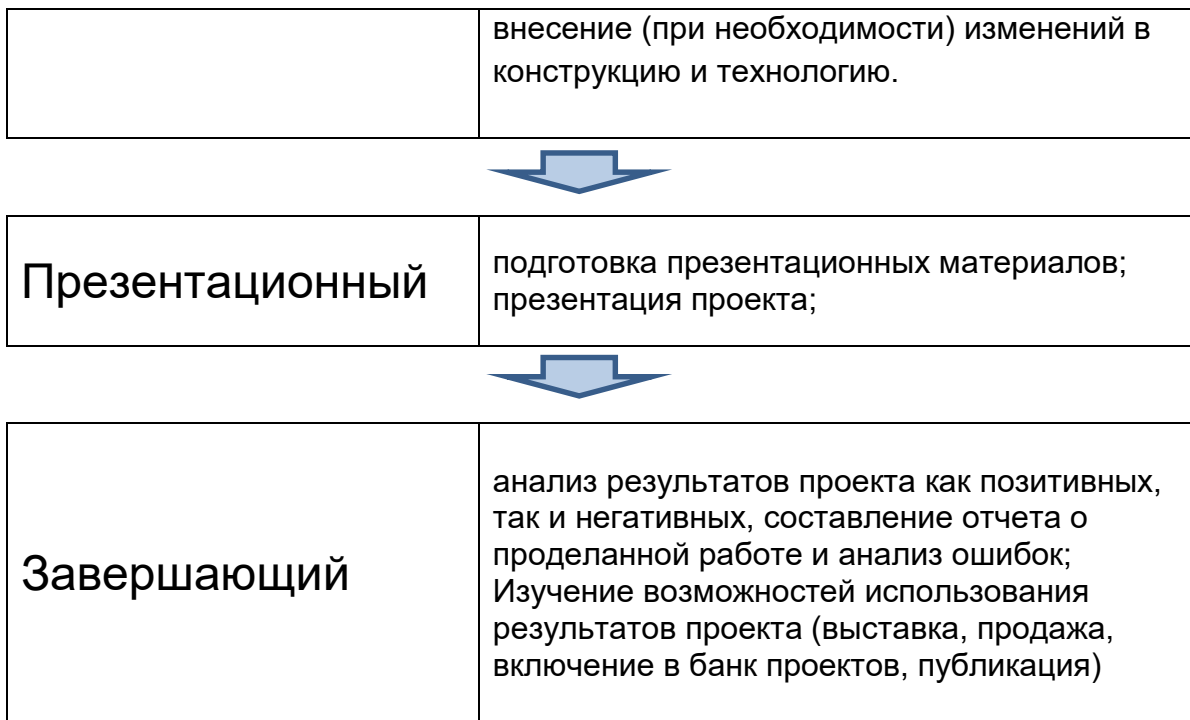 внесение (при необходимости) изменений в
конструкцию и технологию.
Презентационный
подготовка презентационных материалов;
презентация проекта;
Завершающий
анализ результатов проекта как позитивных,
так и негативных, составление отчета о
проделанной работе и анализ ошибок;
Изучение возможностей использования
результатов проекта (выставка, продажа,
включение в банк проектов, публикация)